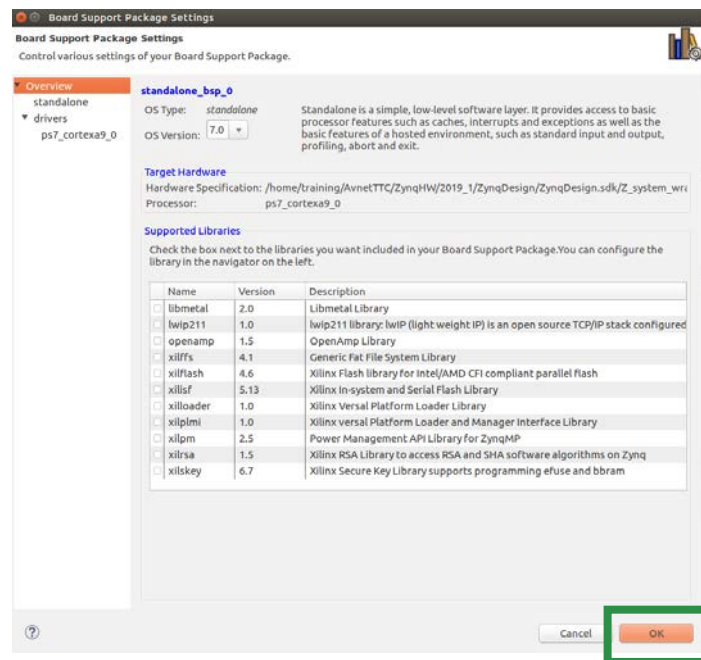 Board Support Package Settings
Board Support Package Settings
Control various settings of your Board Support Package.
Overview
standalone
drivers
ps7_cortexa9_0
standalone_bsp_0
OS Type: standalone
OS Version: 7.0
Standalone is a simple, low-level software layer. It provides access to basic
processor features such as caches, interrupts and exceptions as well as the
basic features of a hosted environment, such as standard input and output,
profiling, abort and exit.
Target Hardware
Hardware Specification: /home/training/AvnetTTC/ZynqHW/2019_1/ZynqDesign/ZynqDesign.sdk/Z_system_wra
Processor: ps7_cortexa9_0
Supported Libraries
Check the box next to the libraries you want included in your Board Support Package.You can configure the
library in the navigator on the left.
Name Version Description
libmetal 2.0 Libmetal Library
lwip211 1.0 lwip211 library: lwIP (light weight IP) is an open source TCP/IP stack configured
openamp 1.5 OpenAmp Library
xilffs 4.1 Generic Fat File System Library
xilflash 4.6 Xilinx Flash library for Intel/AMD CFI compliant parallel flash
xilisf 5.13 Xilinx In-system and Serial Flash Library
xilloader 1.0 Xilinx Versal Platform Loader Library
xilplmi 1.0 Xilinx versal Platform Loader and Manager Interface Library
xilpm 2.5 Power Management API Library for ZynqMP
xilrsa 1.5 Xilinx RSA Library to access RSA and SHA software algorithms on Zynq
xilskey 6.7 Xilinx Secure Key Library supports programming efuse and bbram
?
Cancel OK